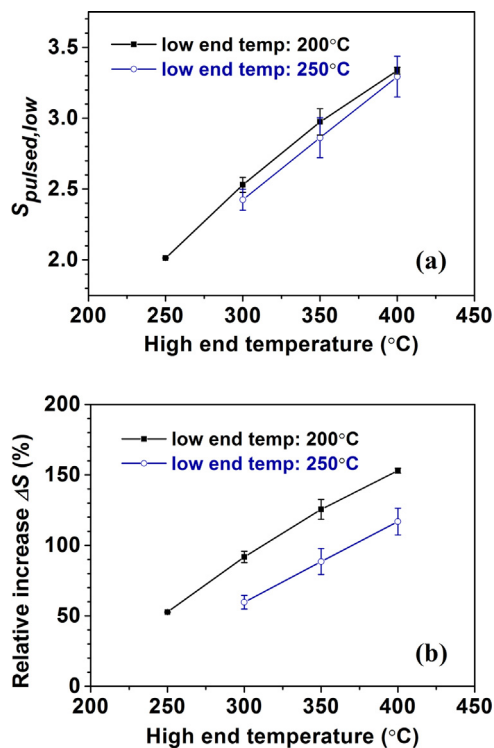 3.5
3.0
2.5
2.0
S_pulsed,low
low end temp: 200°C
low end temp: 250°C
(a)
200 250 300 350 400 450
High end temperature (°C)
200
150
100
50
0
Relative increase ΔS (%)
low end temp: 200°C
low end temp: 250°C
(b)
200 250 300 350 400 450
High end temperature (°C)